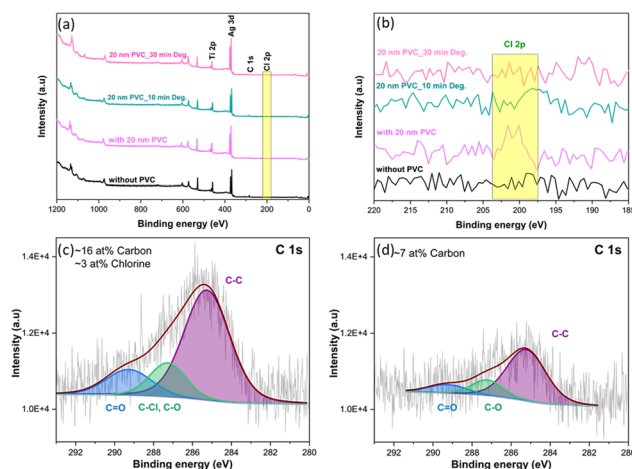 (a)
Ti 2p
Ag 3d
C 1s
Cl 2p
20 nm PVC_30 min Deg.
20 nm PVC_10 min Deg.
with 20 nm PVC
without PVC
Intensity (a.u)
1200 1000 800 600 400 200 0
Binding energy (eV)
(b)
Cl 2p
20 nm PVC_30 min Deg.
20 nm PVC_10 min Deg.
with 20 nm PVC
without PVC
Intensity (a.u)
220 215 210 205 200 195 190 185
Binding energy (eV)
(c) ~16 at% Carbon
~3 at% Chlorine
C 1s
C-C
C=O
C-Cl, C-O
1.4E+4
1.2E+4
1.0E+4
Intensity (a.u)
292 290 288 286 284 282 280
Binding Energy (eV)
(d) ~7 at% Carbon
C 1s
C-C
C=O
C-O
1.4E+4
1.2E+4
1.0E+4
Intensity (a.u)
292 290 288 286 284 282 280
Binding Energy (eV)